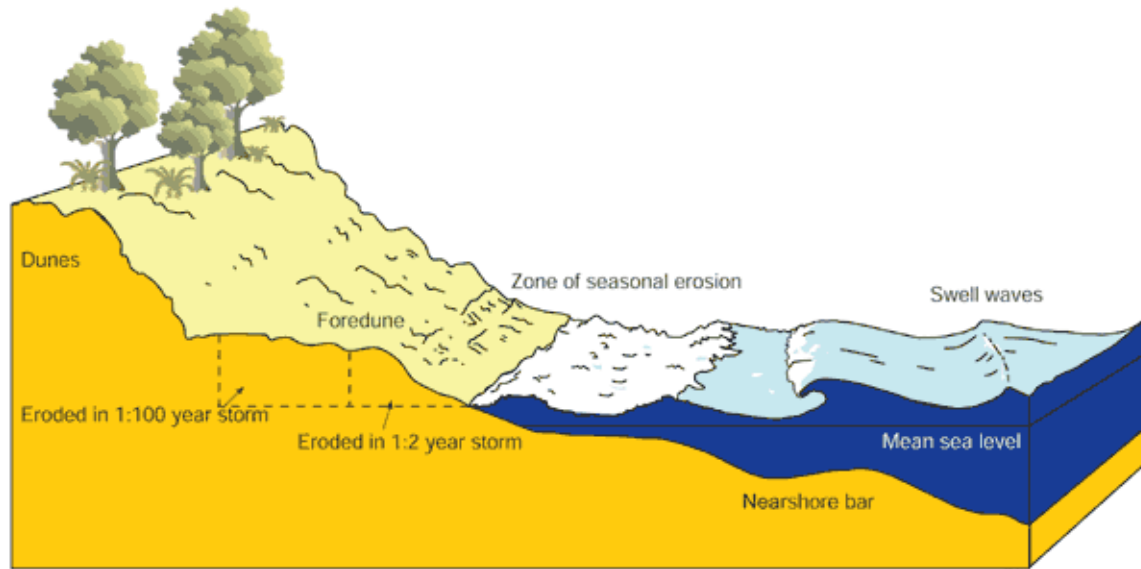 Dunes
Zone of seasonal erosion
Swell waves
Foredune
Eroded in 1:100 year storm
Eroded in 1:2 year storm
Mean sea level
Nearshore bar